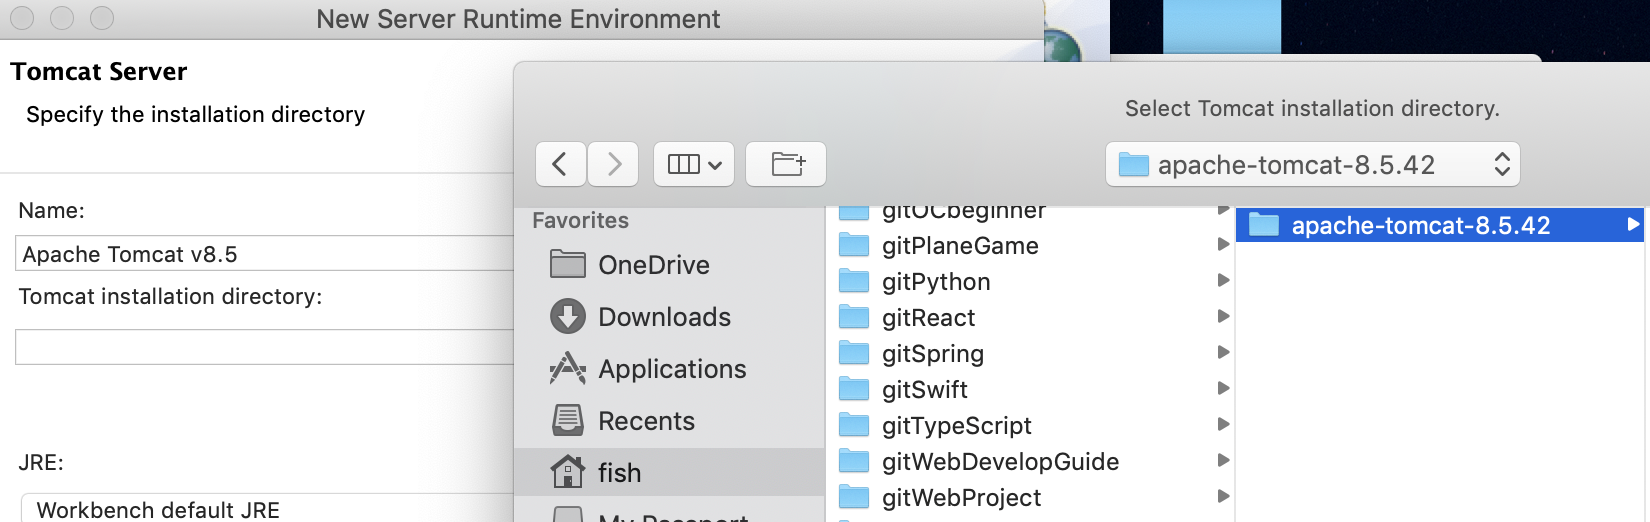 New Server Runtime Environment
Tomcat Server
Specify the installation directory
Name:
Apache Tomcat v8.5
Tomcat installation directory:
JRE:
Workbench default JRE
Select Tomcat installation directory.
apache-tomcat-8.5.42
Favorites
OneDrive
Downloads
Applications
Recents
fish
My Passport
gitOCbeginner
gitPlaneGame
gitPython
gitReact
gitSpring
gitSwift
gitTypeScript
gitWebDevelopGuide
gitWebProject
apache-tomcat-8.5.42